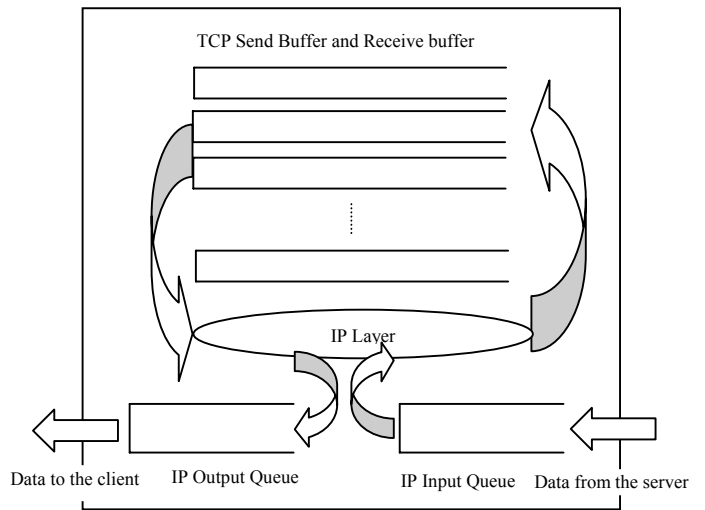 TCP Send Buffer and Receive buffer
IP Layer
Data to the client
IP Output Queue
IP Input Queue
Data from the server